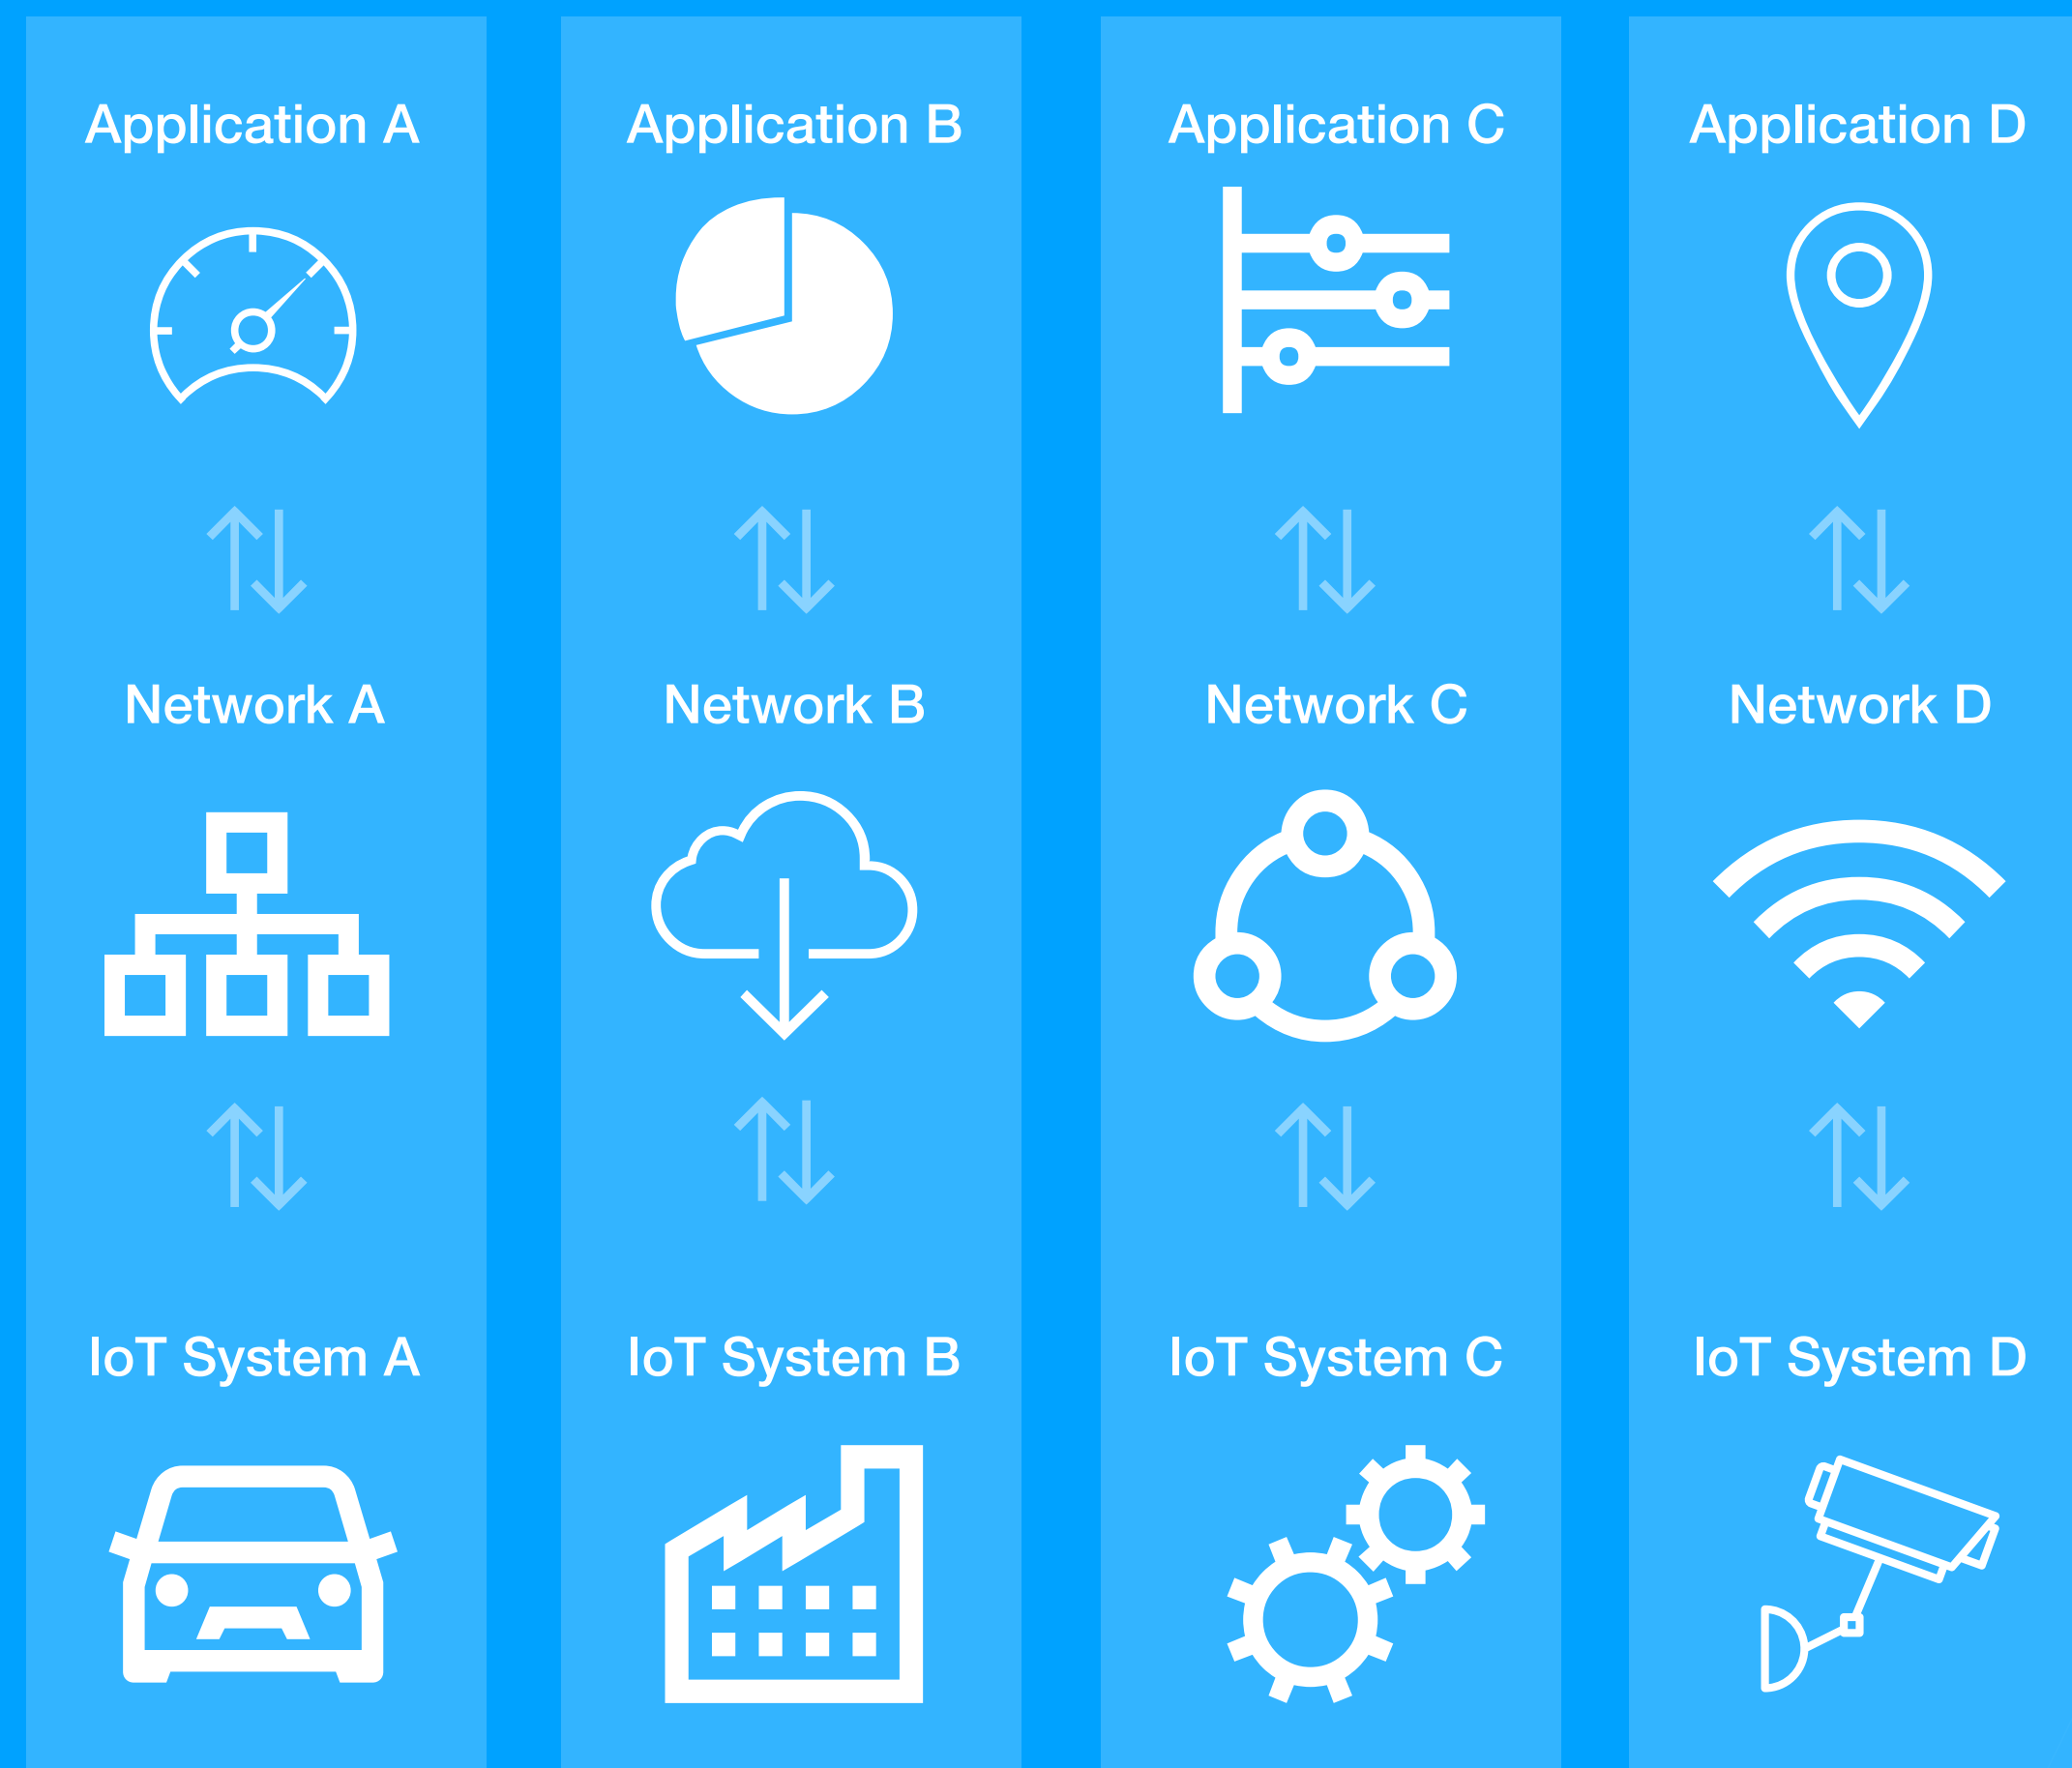 Application A
Application B
Application C
Application D
Network A
Network B
Network C
Network D
IoT System A
IoT System B
IoT System C
IoT System D